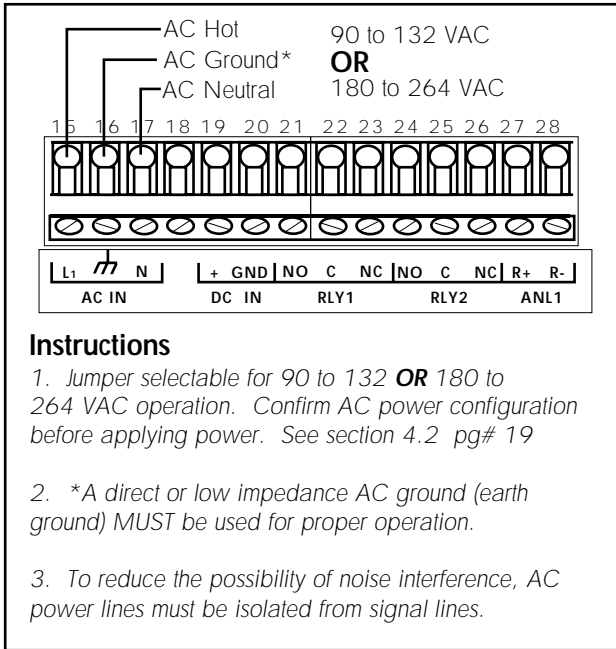 AC Hot
90 to 132 VAC
AC Ground*
OR
AC Neutral
180 to 264 VAC
15 16 17 18 19 20 21 22 23 24 25 26 27 28
L1 N + GND NO C NC NO C NC R+ R-
AC IN DC IN RLY1 RLY2 ANL1
Instructions
1. Jumper selectable for 90 to 132 OR 180 to
264 VAC operation. Confirm AC power configuration
before applying power. See section 4.2 pg# 19
2. *A direct or low impedance AC ground (earth
ground) MUST be used for proper operation.
3. To reduce the possibility of noise interference, AC
power lines must be isolated from signal lines.